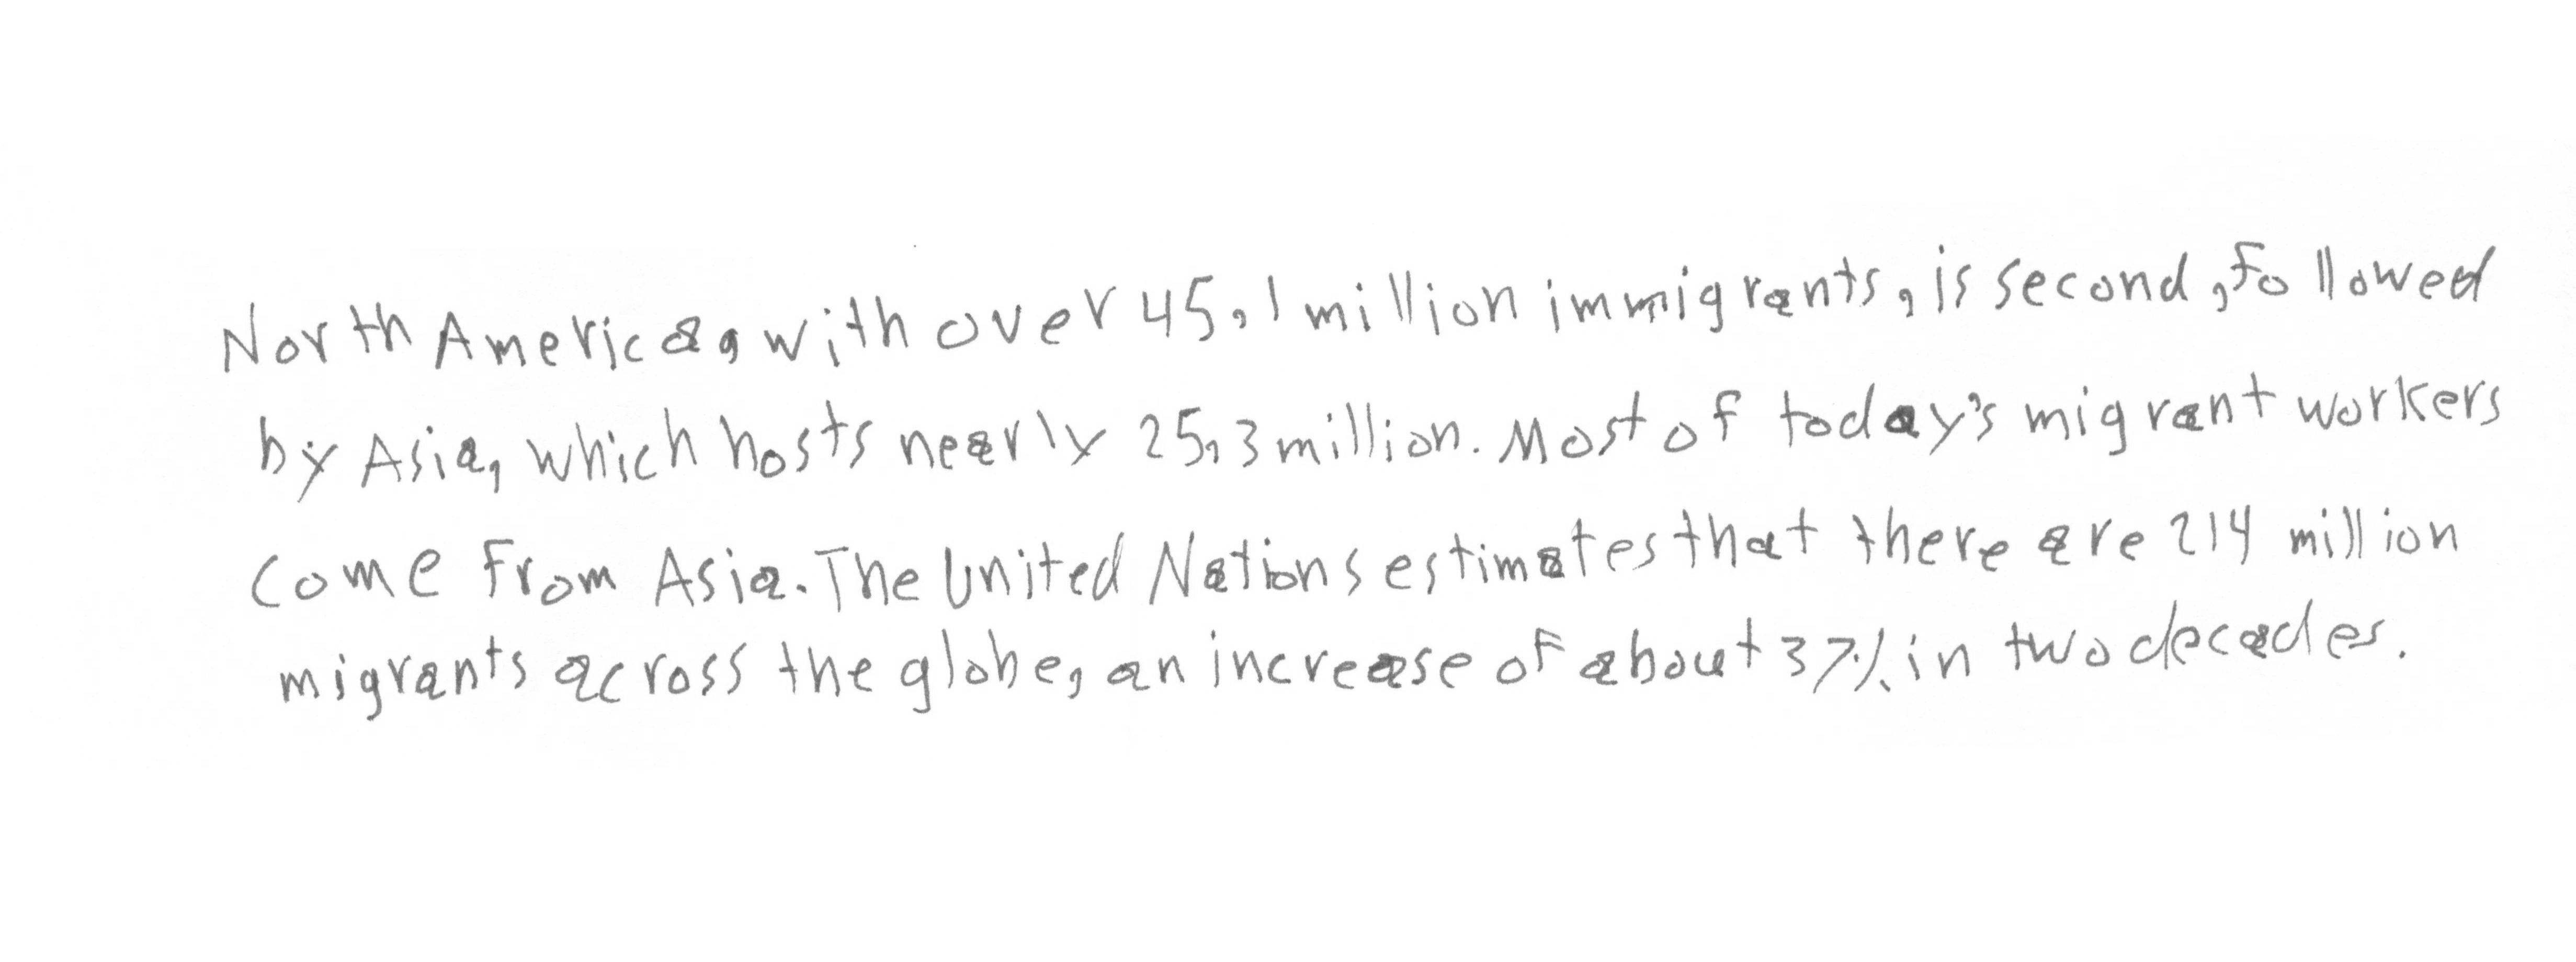 North America, with over 45,1 million immigrants, is second, followed
by Asia, which hosts nearly 25,3 million. Most of today's migrant workers
come from Asia. The United Nations estimates that there are 214 million
migrants across the globe, an increase of about 37% in two decades.